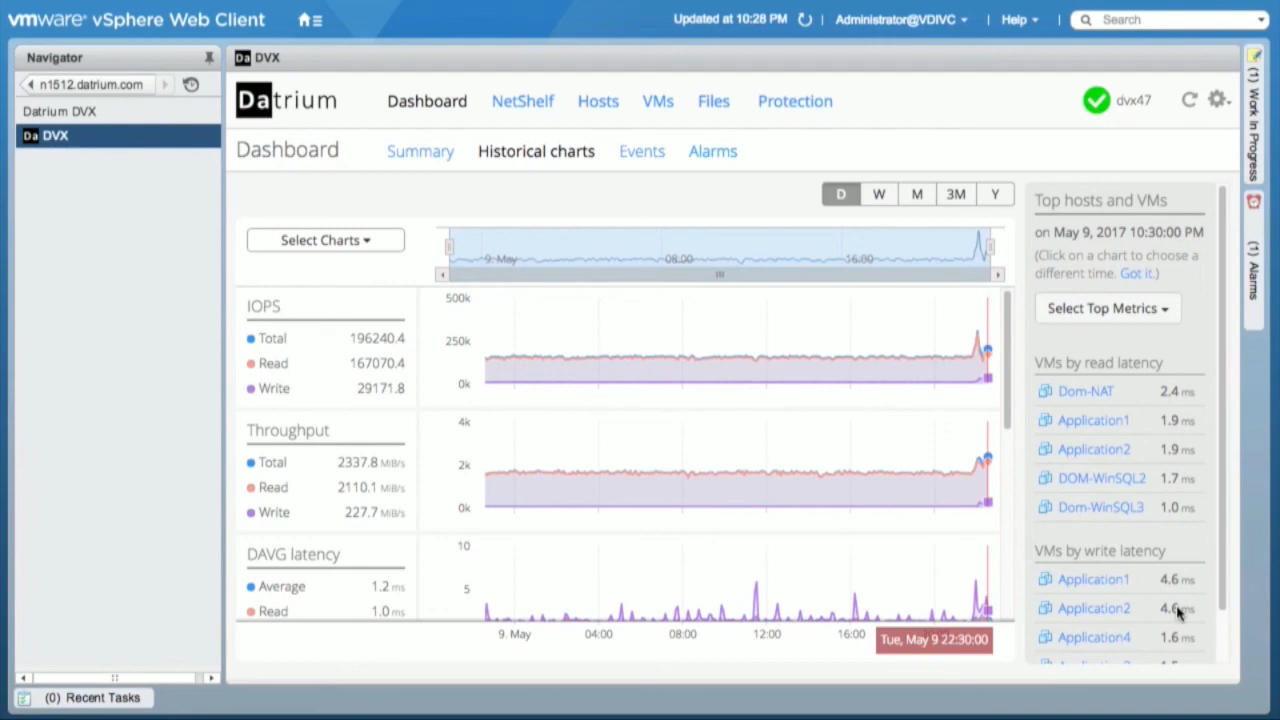 vmware® vSphere Web Client
Updated at 10:28 PM
Administrator@VDIVC
Help
Search
Navigator
n1512.datrium.com
Datrium DVX
Da DVX
Da DVX
Datrium
Dashboard
NetShelf
Hosts
VMs
Files
Protection
dvx47
Dashboard
Summary
Historical charts
Events
Alarms
D
W
M
3M
Y
Select Charts
9. May
08:00
16:00
IOPS
Total 196240.4
Read 167070.4
Write 29171.8
500k
250k
0k
Throughput
Total 2337.8 MiB/s
Read 2110.1 MiB/s
Write 227.7 MiB/s
4k
2k
0k
DAVG latency
Average 1.2 ms
Read 1.0 ms
10
5
9. May
04:00
08:00
12:00
16:00
Tue, May 9 22:30:00
Top hosts and VMs
on May 9, 2017 10:30:00 PM
(Click on a chart to choose a
different time. Got it.)
Select Top Metrics
VMs by read latency
Dom-NAT 2.4 ms
Application1 1.9 ms
Application2 1.9 ms
DOM-WinSQL2 1.7 ms
Dom-WinSQL3 1.0 ms
VMs by write latency
Application1 4.6 ms
Application2 4.6 ms
Application4 1.6 ms
(1) Work In Progress
(1) Alarms
(0) Recent Tasks